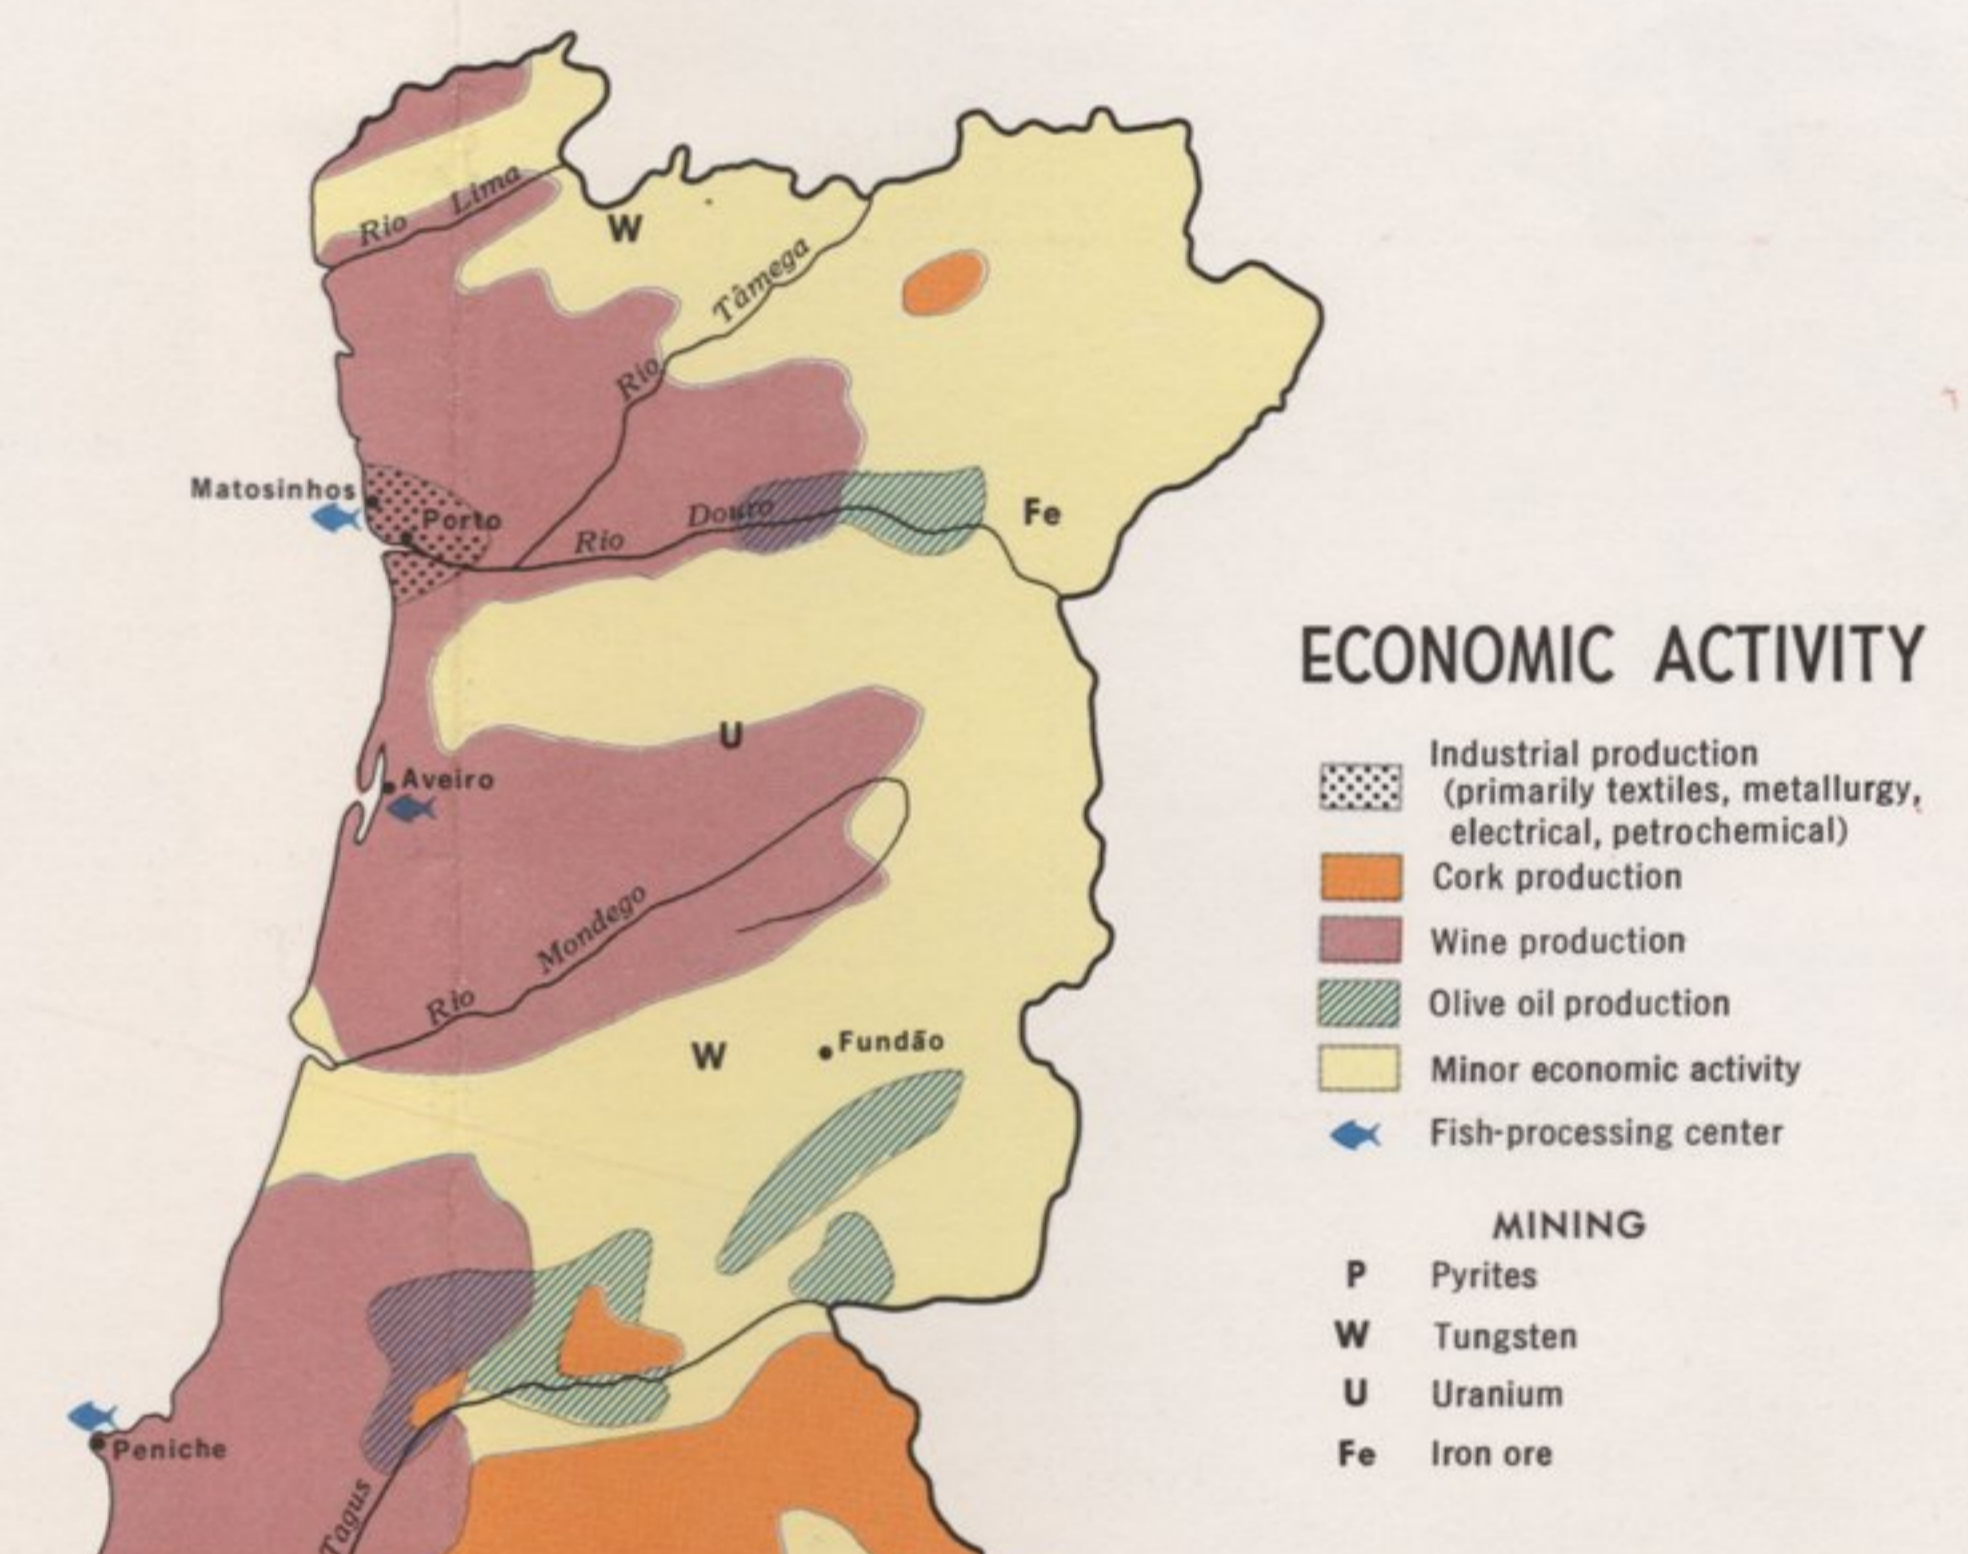 Rio Lima
W
Rio Tâmega
Matosinhos
Porto
Rio Douro
Fe
U
Aveiro
Rio Mondego
W
Fundão
Peniche
Tagus
ECONOMIC ACTIVITY
Industrial production
(primarily textiles, metallurgy,
electrical, petrochemical)
Cork production
Wine production
Olive oil production
Minor economic activity
Fish-processing center
MINING
P Pyrites
W Tungsten
U Uranium
Fe Iron ore